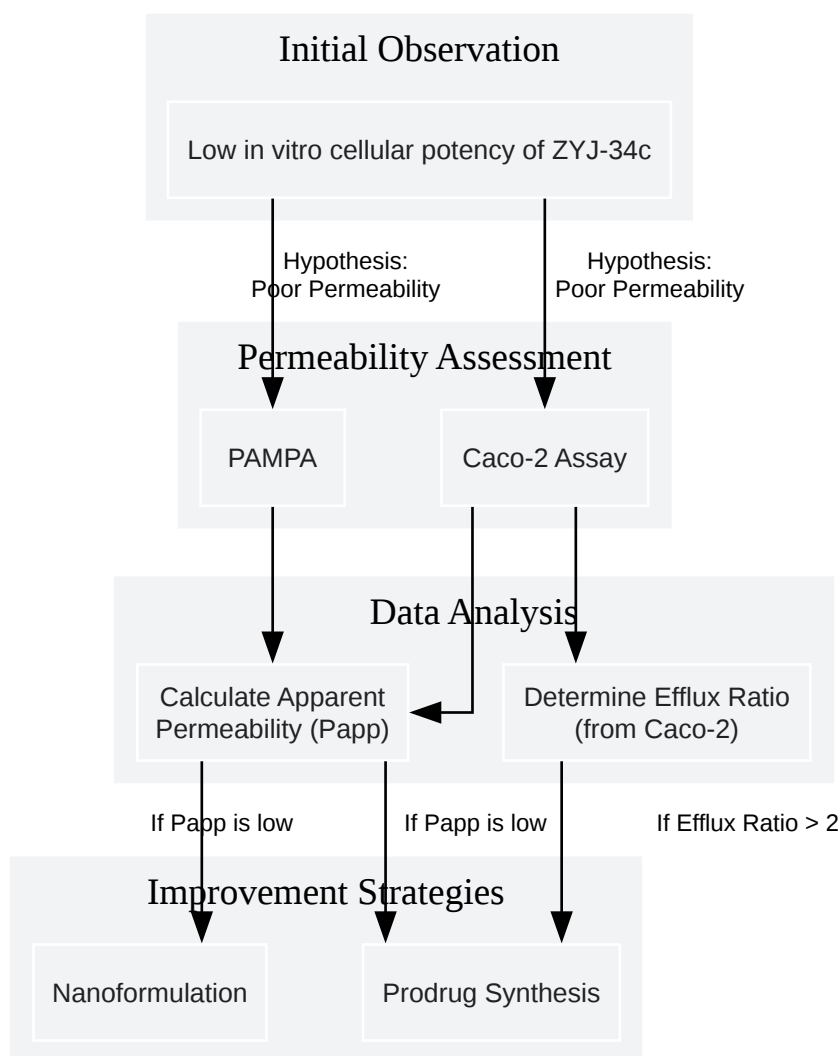 Initial Observation
Low in vitro cellular potency of ZYJ-34c
Hypothesis:
Poor Permeability
Hypothesis:
Poor Permeability
Permeability Assessment
PAMPA
Caco-2 Assay
Data Analysis
Calculate Apparent
Permeability (Papp)
Determine Efflux Ratio
(from Caco-2)
If Papp is low
If Papp is low
If Efflux Ratio > 2
Improvement Strategies
Nanoformulation
Prodrug Synthesis